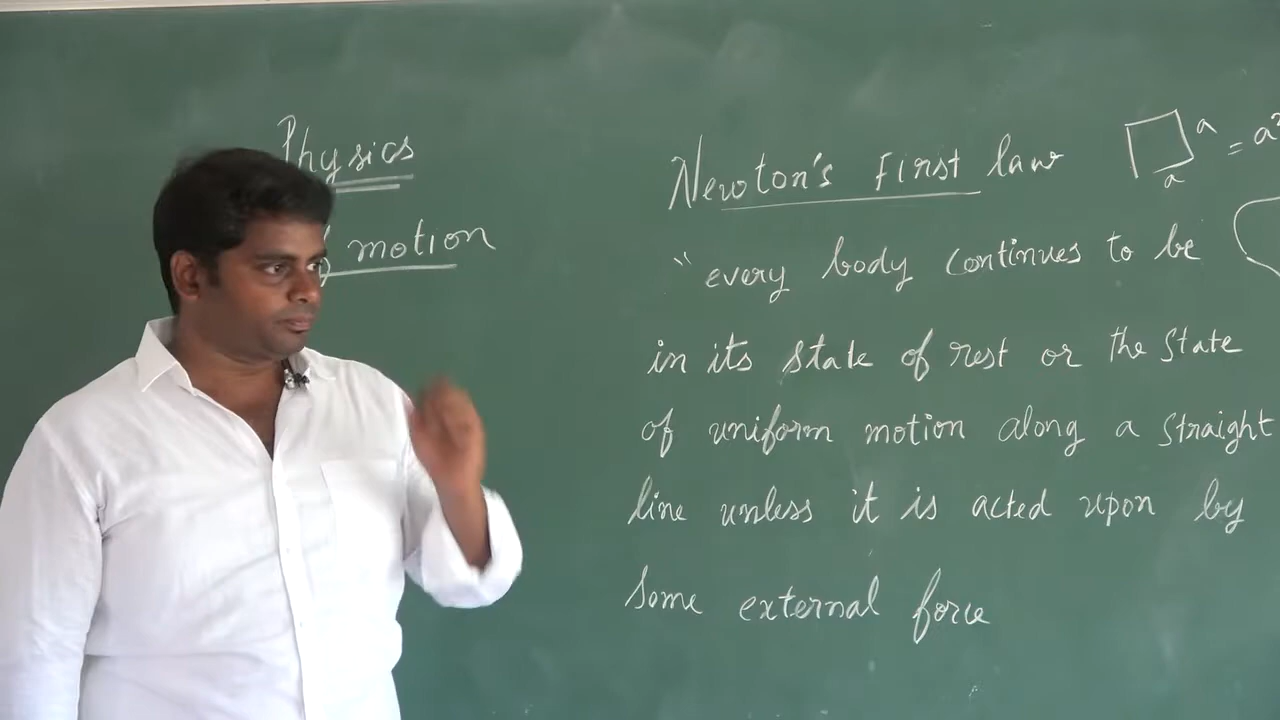 Physics
motion
Newton's First law
a
a
= a²
"every body continues to be
in its state of rest or the state
of uniform motion along a straight
line unless it is acted upon by
some external force